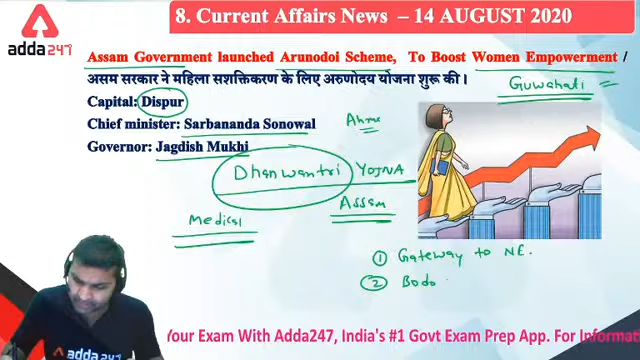 adda247
8. Current Affairs News – 14 AUGUST 2020
Assam Government launched Arunodoi Scheme, To Boost Women Empowerment /
असम सरकार ने महिला सशक्तिकरण के लिए अरुणोदय योजना शुरू की।
Guwahati
Capital: Dispur
Chief minister: Sarbananda Sonowal
Governor: Jagdish Mukhi
Dhanwantri YOJNA
Assam
Medical
① Gateway to NE.
② Bodo
adda247
Your Exam With Adda247, India's #1 Govt Exam Prep App. For Informat